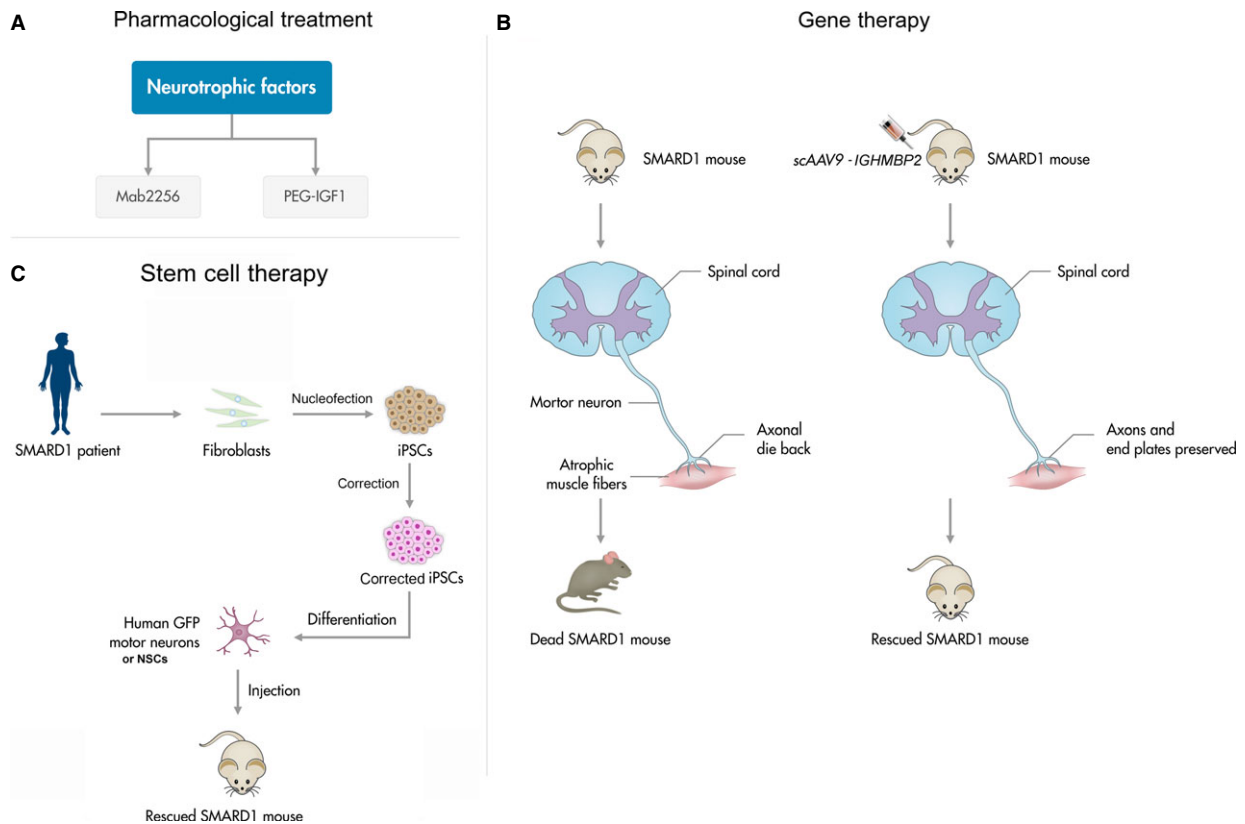 A
Pharmacological treatment
Neurotrophic factors
Mab2256
PEG-IGF1
B
Gene therapy
SMARD1 mouse
scAAV9 - IGHMBP2
SMARD1 mouse
Spinal cord
Spinal cord
Mortor neuron
Axonal
die back
Atrophic
muscle fibers
Axons and
end plates preserved
Dead SMARD1 mouse
Rescued SMARD1 mouse
C
Stem cell therapy
SMARD1 patient
Fibroblasts
Nucleofection
iPSCs
Correction
Corrected iPSCs
Differentiation
Human GFP
motor neurons
or NSCs
Injection
Rescued SMARD1 mouse